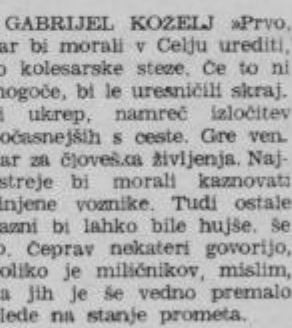 GABRIJEL KOŽELJ »Prvo,
ar bi morali v Celju urediti,
o kolesarske steze. Če to ni
nogoče, bi le uresničili skraj.
i ukrep, namreč izločitev
očasnejših s ceste. Gre ven.
ar za človeška življenja. Naj-
streje bi morali kaznovati
injene voznike. Tudi ostale
azni bi lahko bile hujše, še
o. Čeprav nekateri govorijo,
oliko je miličnikov, mislim,
a jih je še vedno premalo
lede na stanje prometa.